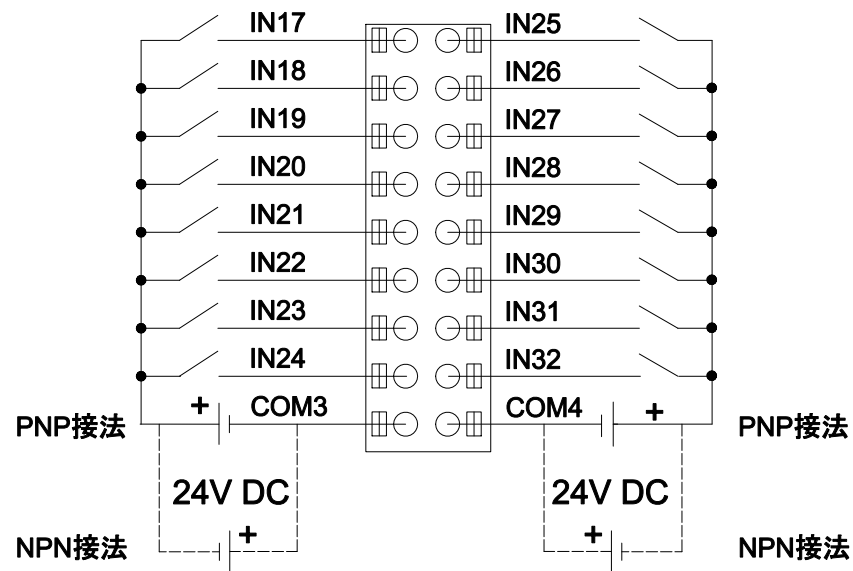 IN17 IN25
IN18 IN26
IN19 IN27
IN20 IN28
IN21 IN29
IN22 IN30
IN23 IN31
IN24 IN32
+ COM3 COM4 +
PNP接法 PNP接法
24V DC 24V DC
+ +
NPN接法 NPN接法